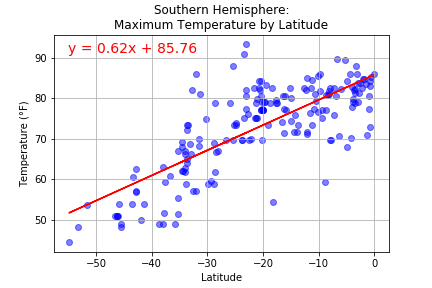 Southern Hemisphere:
Maximum Temperature by Latitude
y = 0.62x + 85.76
Temperature (°F)
90
80
70
60
50
−50
−40
−30
−20
−10
0
Latitude